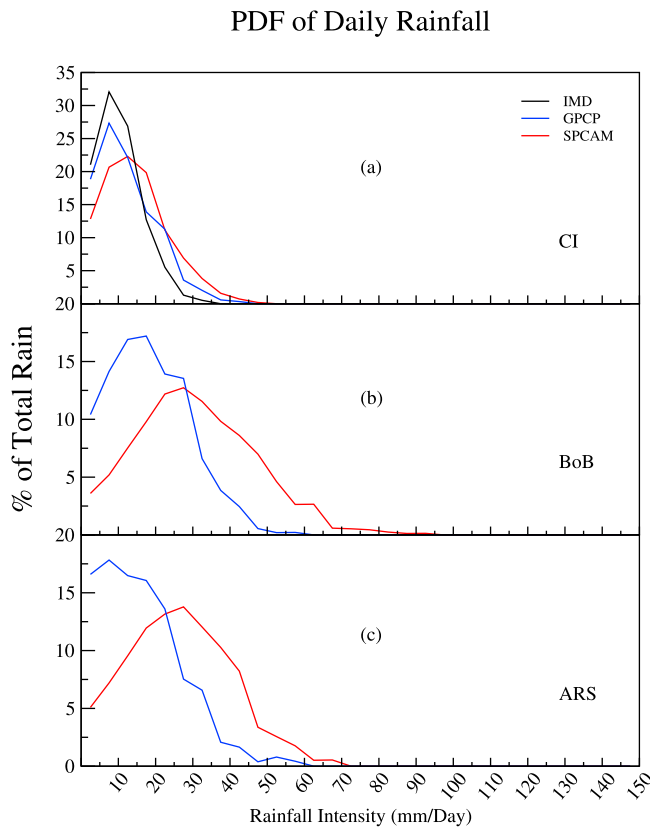 PDF of Daily Rainfall
35
30
25
20
15
10
5
IMD
GPCP
SPCAM
(a)
CI
20
15
10
5
(b)
BoB
20
15
10
5
0
(c)
ARS
% of Total Rain
10 20 30 40 50 60 70 80 90 100 110 120 130 140 150
Rainfall Intensity (mm/Day)